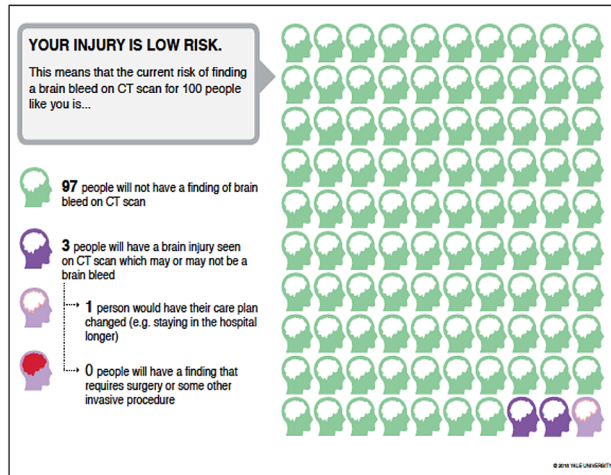 YOUR INJURY IS LOW RISK.
This means that the current risk of finding
a brain bleed on CT scan for 100 people
like you is...
97 people will not have a finding of brain
bleed on CT scan
3 people will have a brain injury seen
on CT scan which may or may not be a
brain bleed
1 person would have their care plan
changed (e.g. staying in the hospital
longer)
0 people will have a finding that
requires surgery or some other
invasive procedure
© 2016 YALE UNIVERSITY